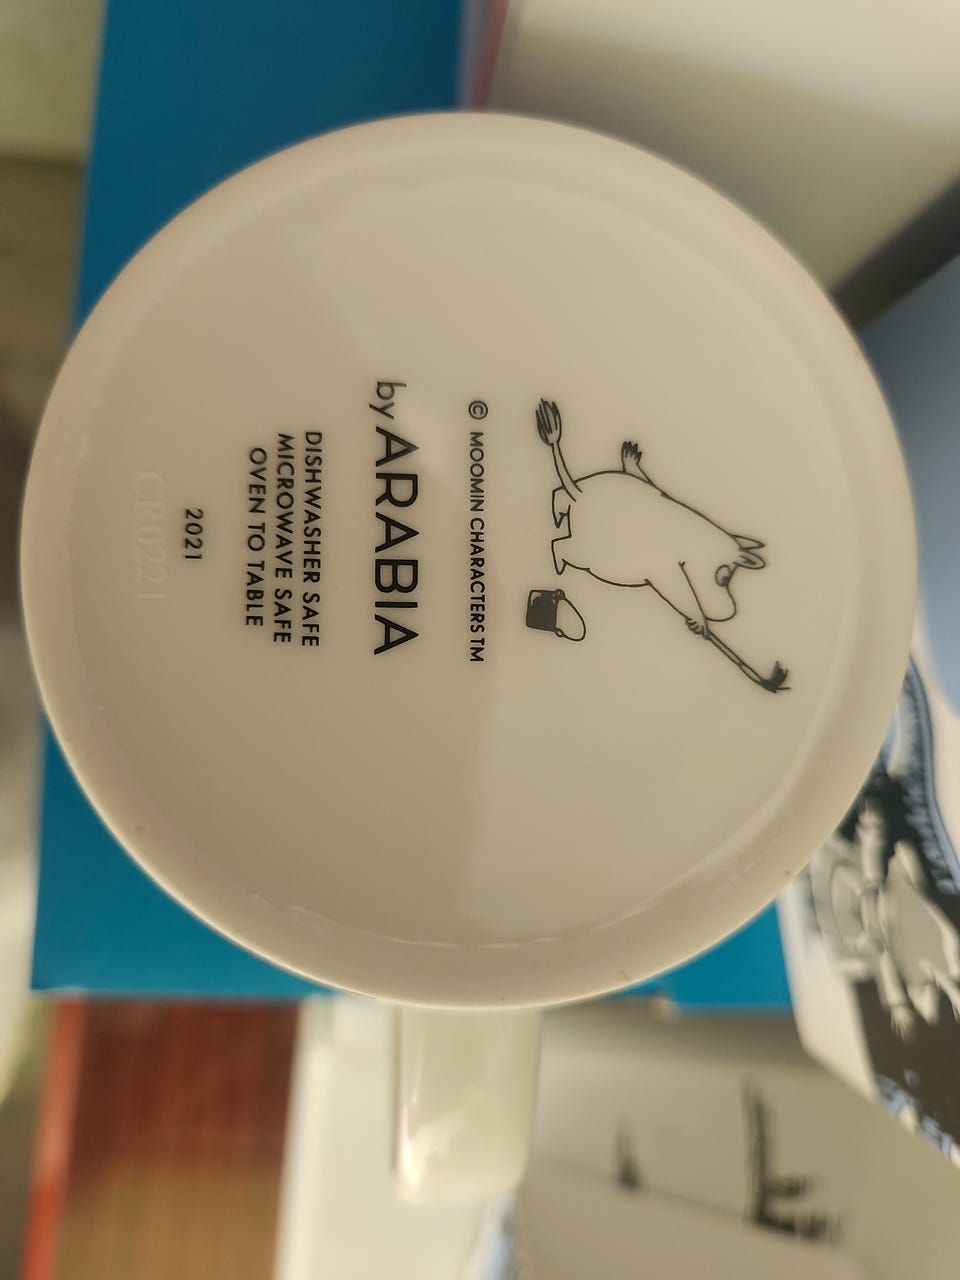 © MOOMIN CHARACTERS TM
by ARABIA
DISHWASHER SAFE
MICROWAVE SAFE
OVEN TO TABLE
2021
CR0221